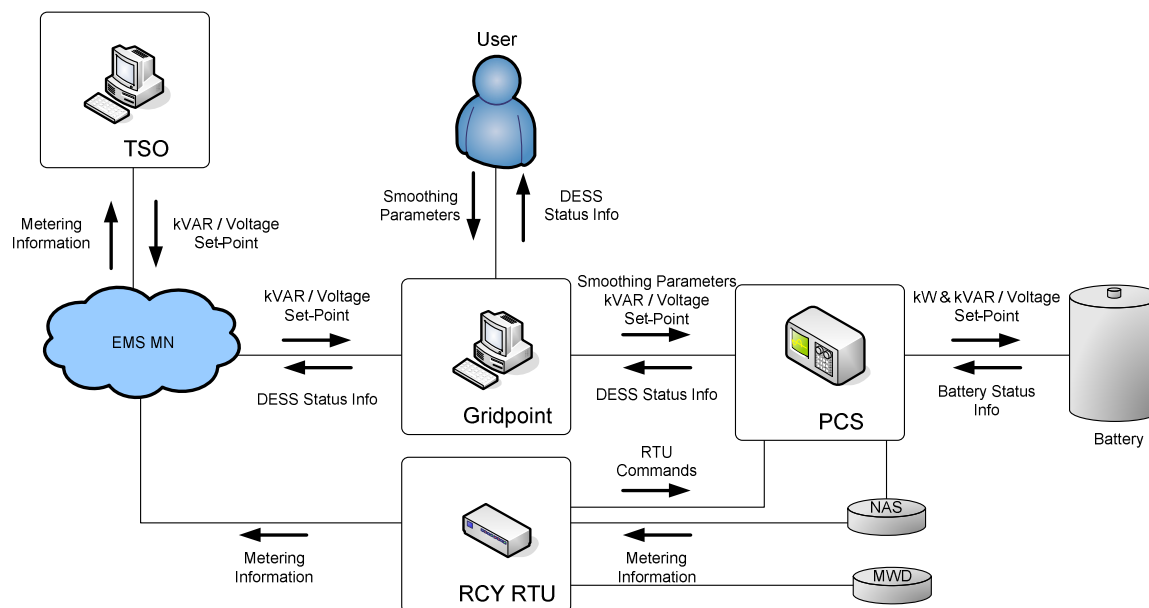 User
TSO
Smoothing
Parameters
DESS
Status Info
Metering
Information
kVAR / Voltage
Set-Point
kVAR / Voltage
Set-Point
Smoothing Parameters
kVAR / Voltage
Set-Point
kW & kVAR / Voltage
Set-Point
EMS MN
DESS Status Info
Gridpoint
DESS Status Info
PCS
Battery Status
Info
Battery
RTU
Commands
NAS
Metering
Information
RCY RTU
Metering
Information
MWD